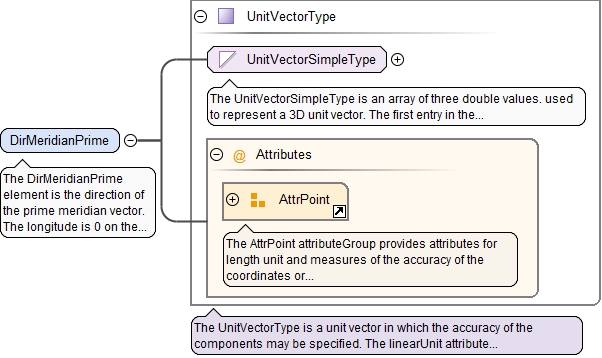 UnitVectorType
UnitVectorSimpleType
The UnitVectorSimpleType is an array of three double values. used
to represent a 3D unit vector. The first entry in the...
DirMeridianPrime
The DirMeridianPrime
element is the direction of
the prime meridian vector.
The longitude is 0 on the...
@ Attributes
AttrPoint
The AttrPoint attributeGroup provides attributes for
length unit and measures of the accuracy of the
coordinates or...
The UnitVectorType is a unit vector in which the accuracy of the
components may be specified. The linearUnit attribute...